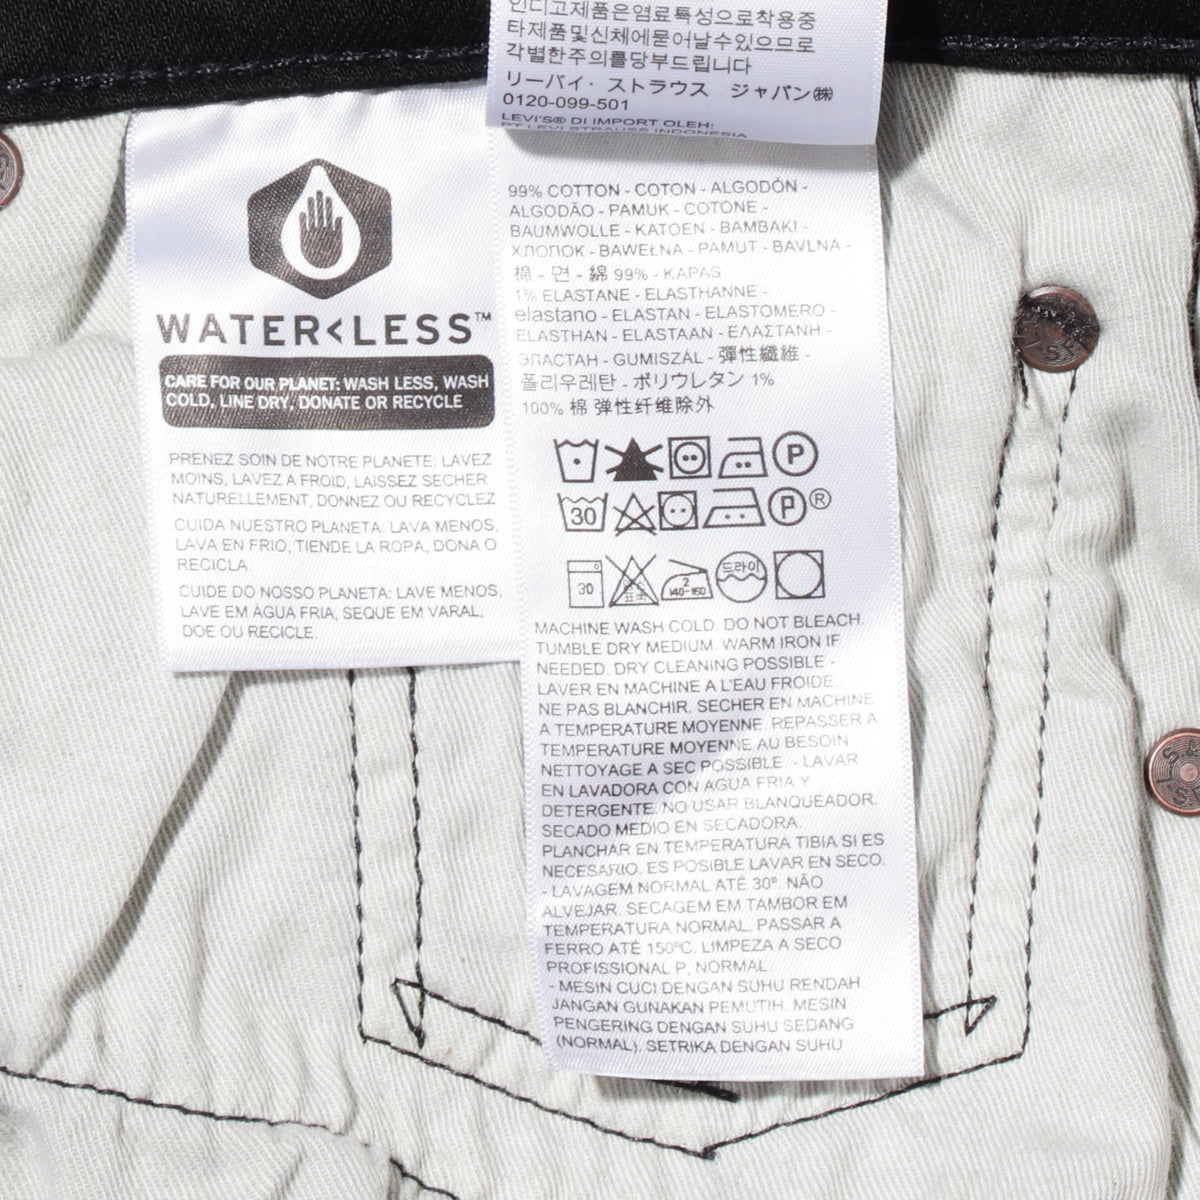 인디고제품은염료특성으로착용중
타제품및신체에묻어날수있으므로
각별한주의를당부드립니다
リーバイ・ストラウス ジャパン㈱
0120-099-501
LEVI'S® DI IMPORT OLEH:
PT LEVI STRAUSS INDONESIA
WATER<LESS™
CARE FOR OUR PLANET: WASH LESS, WASH
COLD, LINE DRY, DONATE OR RECYCLE
PRENEZ SOIN DE NOTRE PLANETE: LAVEZ
MOINS, LAVEZ A FROID, LAISSEZ SECHER
NATURELLEMENT, DONNEZ OU RECYCLEZ
CUIDA NUESTRO PLANETA: LAVA MENOS,
LAVA EN FRIO, TIENDE LA ROPA, DONA O
RECICLA.
CUIDE DO NOSSO PLANETA: LAVE MENOS,
LAVE EM ÁGUA FRIA, SEQUE EM VARAL,
DOE OU RECICLE.
99% COTTON - COTON - ALGODÓN -
ALGODÃO - PAMUK - COTONE -
BAUMWOLLE - KATOEN - BAMBAKI -
ХЛОПОК - BAWEŁNA - PAMUT - BAVLNA -
棉 - 면 - 綿 99% - KAPAS
1% ELASTANE - ELASTHANNE -
elastano - ELASTAN - ELASTOMERO -
ELASTHAN - ELASTAAN - ΕΛΑΣΤΑΝΗ -
ЭЛАСТАН - GUMISZÁL - 彈性纖維 -
폴리우레탄 - ポリウレタン 1%
100% 棉 弹性纤维除外
P
30 P ®
30 2 140-160 드라이
MACHINE WASH COLD. DO NOT BLEACH.
TUMBLE DRY MEDIUM. WARM IRON IF
NEEDED. DRY CLEANING POSSIBLE -
LAVER EN MACHINE A L'EAU FROIDE.
NE PAS BLANCHIR. SECHER EN MACHINE
A TEMPERATURE MOYENNE. REPASSER A
TEMPERATURE MOYENNE AU BESOIN
NETTOYAGE A SEC POSSIBLE. - LAVAR
EN LAVADORA CON AGUA FRIA Y
DETERGENTE. NO USAR BLANQUEADOR.
SECADO MEDIO EN SECADORA.
PLANCHAR EN TEMPERATURA TIBIA SI ES
NECESARIO. ES POSIBLE LAVAR EN SECO.
- LAVAGEM NORMAL ATÉ 30º. NÃO
ALVEJAR. SECAGEM EM TAMBOR EM
TEMPERATURA NORMAL. PASSAR A
FERRO ATÉ 150ºC. LIMPEZA A SECO
PROFISSIONAL P, NORMAL.
- MESIN CUCI DENGAN SUHU RENDAH.
JANGAN GUNAKAN PEMUTIH. MESIN
PENGERING DENGAN SUHU SEDANG
(NORMAL). SETRIKA DENGAN SUHU